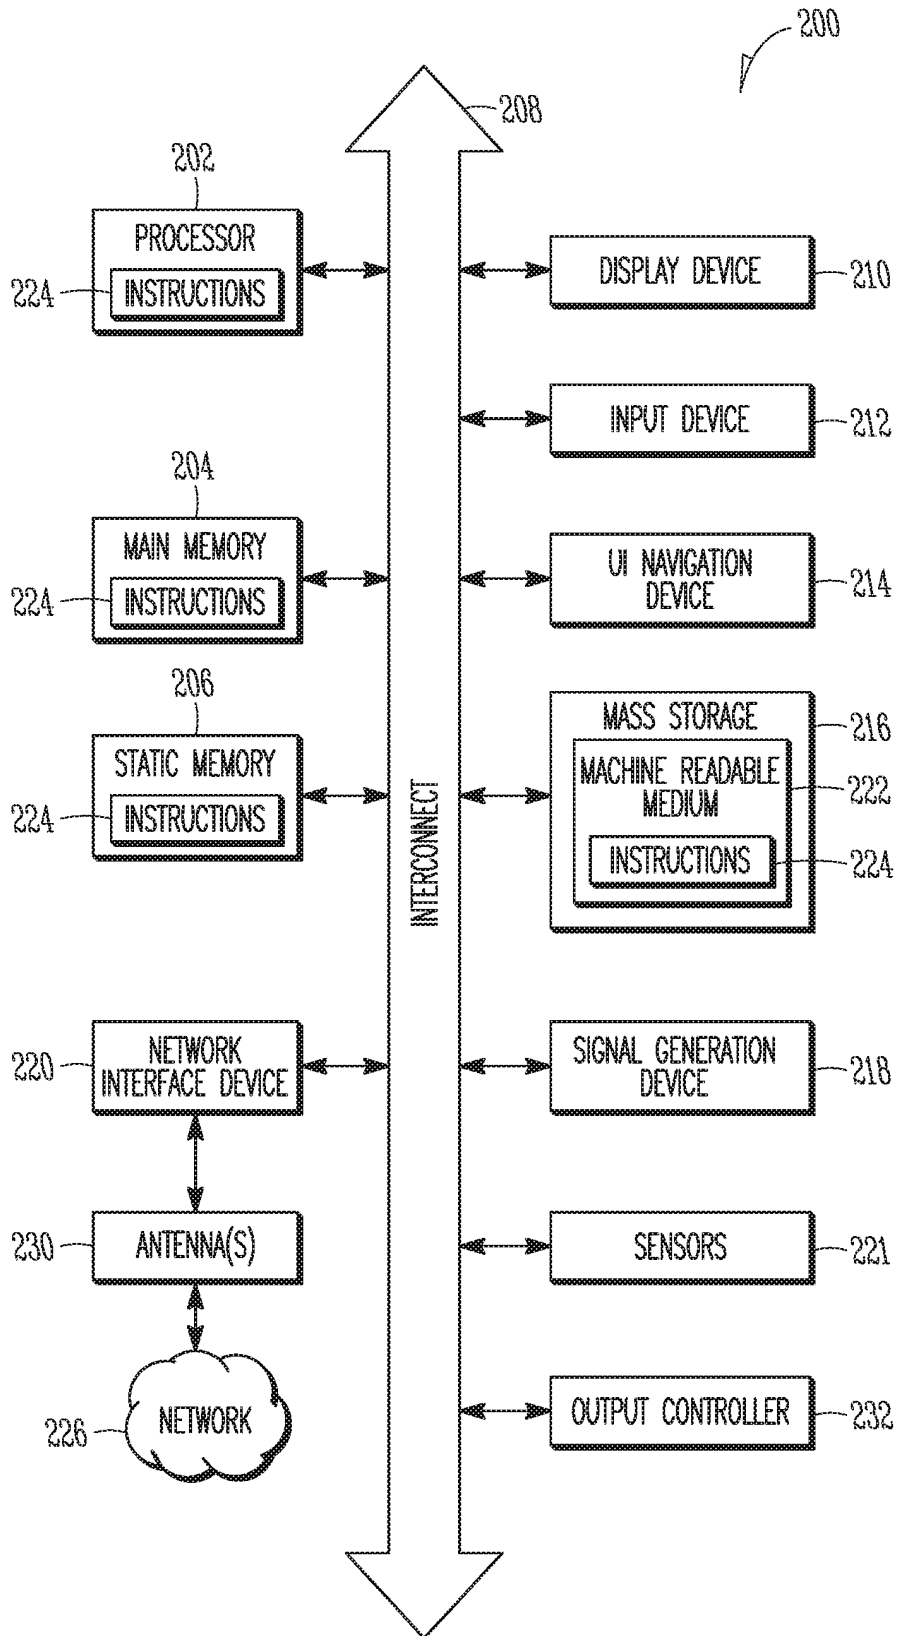 200
208
202
PROCESSOR
224
INSTRUCTIONS
204
MAIN MEMORY
224
INSTRUCTIONS
206
STATIC MEMORY
224
INSTRUCTIONS
220
NETWORK
INTERFACE DEVICE
230
ANTENNA(S)
226
NETWORK
INTERCONNECT
DISPLAY DEVICE
210
INPUT DEVICE
212
UI NAVIGATION
DEVICE
214
MASS STORAGE
216
MACHINE READABLE
MEDIUM
222
INSTRUCTIONS
224
SIGNAL GENERATION
DEVICE
218
SENSORS
221
OUTPUT CONTROLLER
232